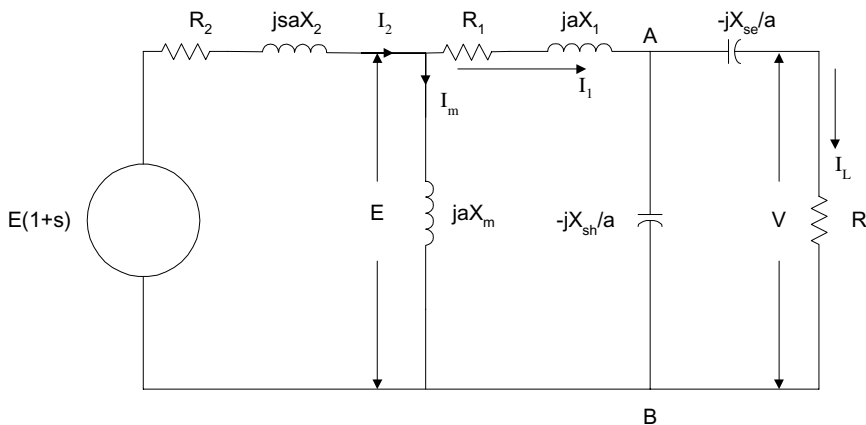 R2
jsaX2
I2
R1
jaX1
A
-jXse/a
I1
Im
IL
E(1+s)
E
jaXm
-jXsh/a
V
R
B